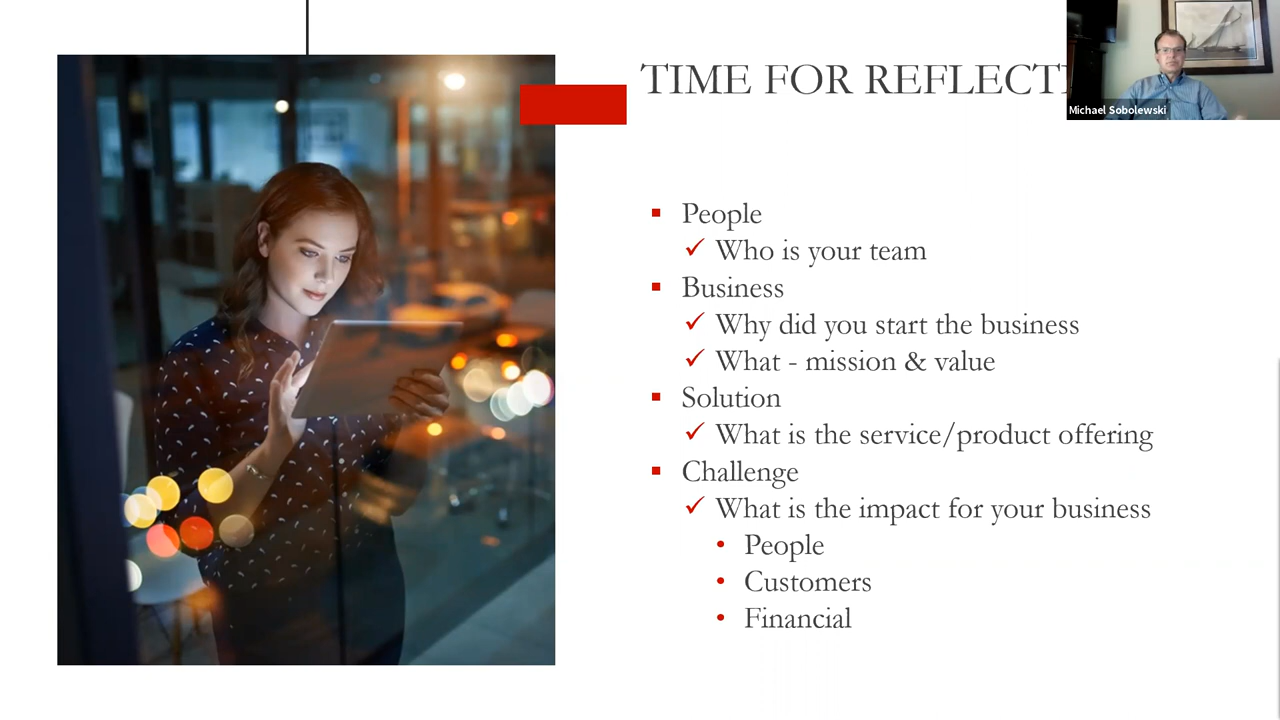 TIME FOR REFLECT
Michael Sobolewski
▪ People
✓ Who is your team
▪ Business
✓ Why did you start the business
✓ What - mission & value
▪ Solution
✓ What is the service/product offering
▪ Challenge
✓ What is the impact for your business
• People
• Customers
• Financial